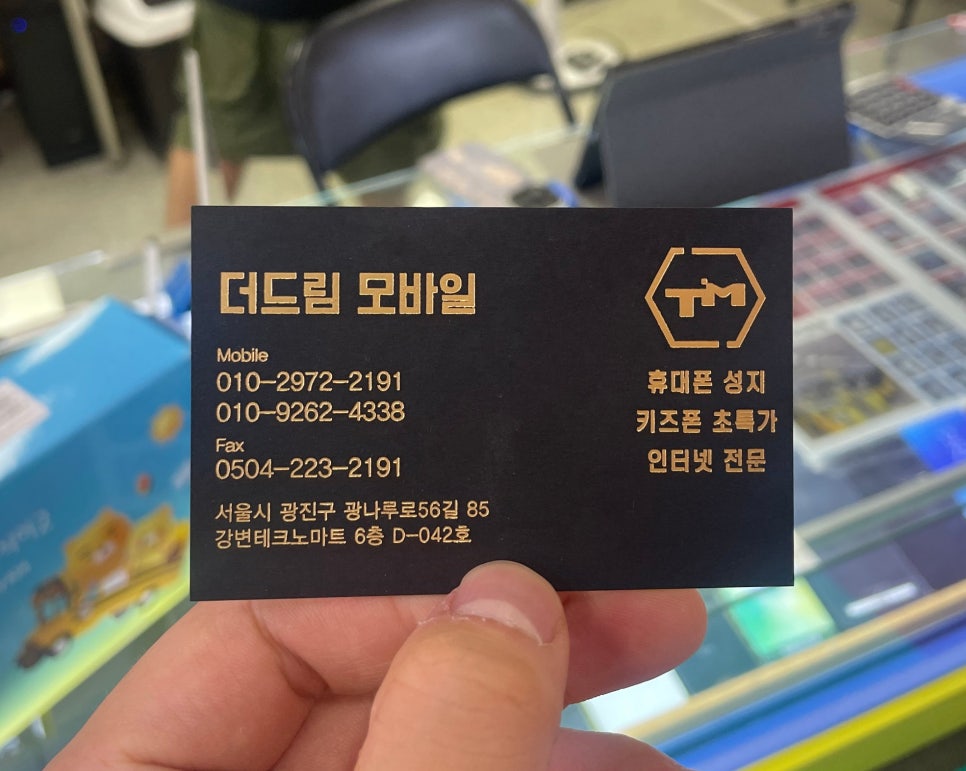 더드림 모바일
Mobile
010-2972-2191
010-9262-4338
Fax
0504-223-2191
서울시 광진구 광나루로56길 85
강변테크노마트 6층 D-042호
TM
휴대폰 성지
키즈폰 초특가
인터넷 전문